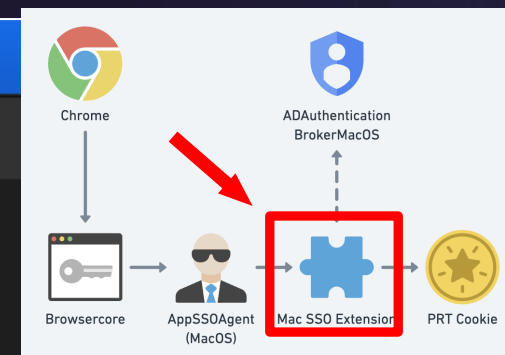 Chrome
ADAuthentication
BrokerMacOS
Browsercore
AppSSOAgent
(MacOS)
Mac SSO Extension
PRT Cookie